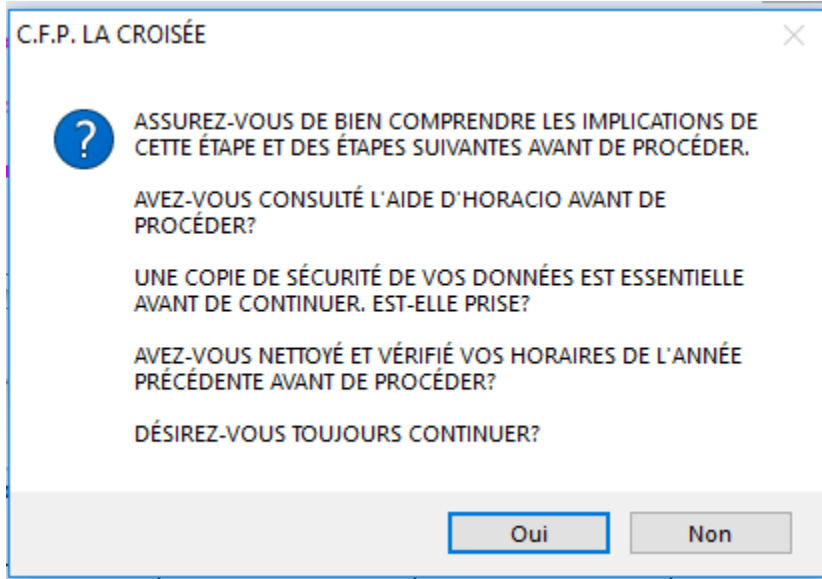 C.F.P. LA CROISÉE
ASSUREZ-VOUS DE BIEN COMPRENDRE LES IMPLICATIONS DE
CETTE ÉTAPE ET DES ÉTAPES SUIVANTES AVANT DE PROCÉDER.
AVEZ-VOUS CONSULTÉ L'AIDE D'HORACIO AVANT DE
PROCÉDER?
UNE COPIE DE SÉCURITÉ DE VOS DONNÉES EST ESSENTIELLE
AVANT DE CONTINUER. EST-ELLE PRISE?
AVEZ-VOUS NETTOYÉ ET VÉRIFIÉ VOS HORAIRES DE L'ANNÉE
PRÉCÉDENTE AVANT DE PROCÉDER?
DÉSIREZ-VOUS TOUJOURS CONTINUER?
Oui Non